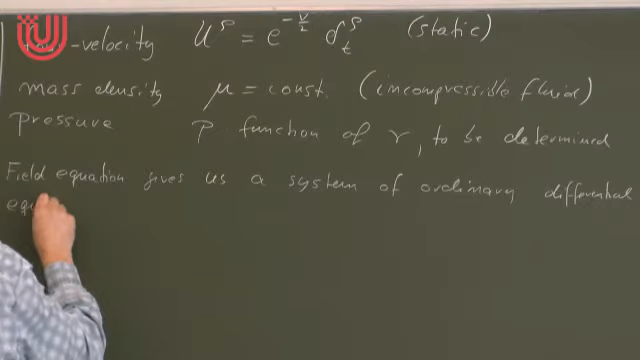 four-velocity U^ρ = e^{-ν/2} δ_t^ρ (static)
mass density μ = const. (incompressible fluid)
pressure P function of r, to be determined
Field equation gives us a system of ordinary differential
equ